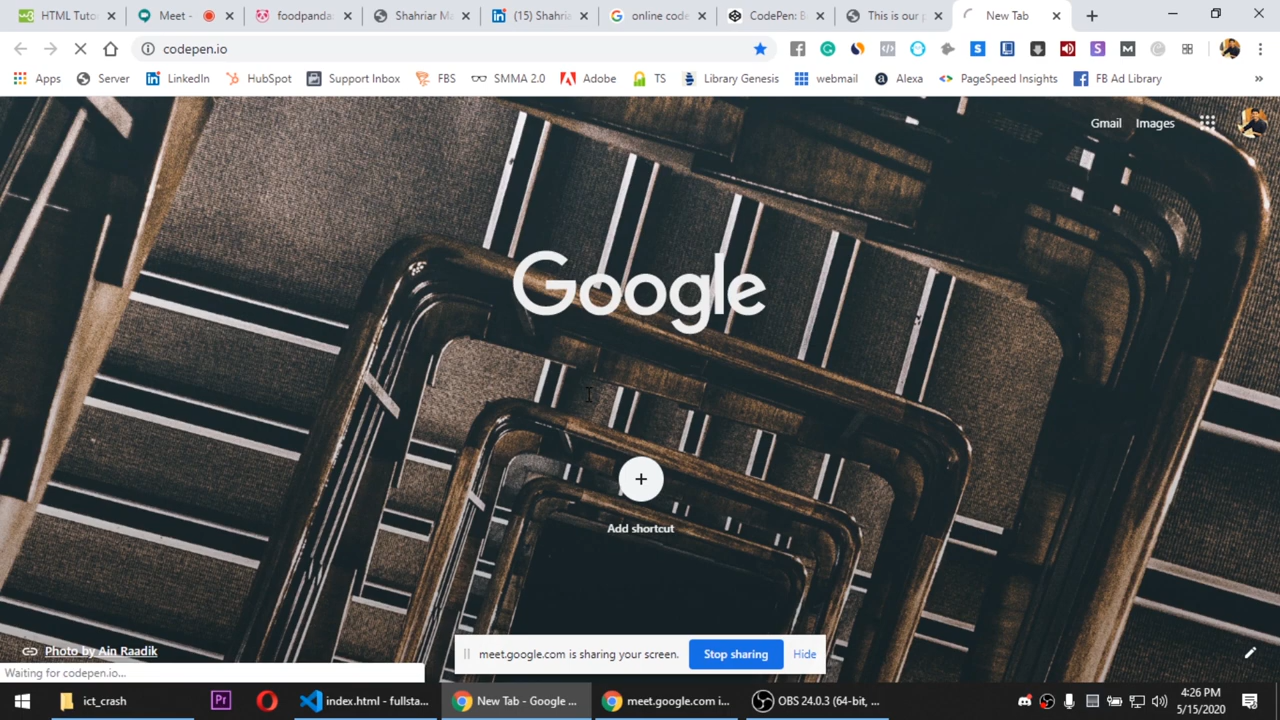 HTML Tuto
Meet -
foodpanda
Shahriar Ma
(15) Shahria
online code
CodePen: B
This is our p
New Tab
codepen.io
Apps
Server
LinkedIn
HubSpot
Support Inbox
FBS
SMMA 2.0
Adobe
TS
Library Genesis
webmail
Alexa
PageSpeed Insights
FB Ad Library
»
Gmail
Images
Google
Add shortcut
Photo by Ain Raadik
Waiting for codepen.io...
meet.google.com is sharing your screen.
Stop sharing
Hide
ict_crash
Pr
index.html - fullsta...
New Tab - Google ...
meet.google.com i...
OBS 24.0.3 (64-bit, ...
4:26 PM
5/15/2020